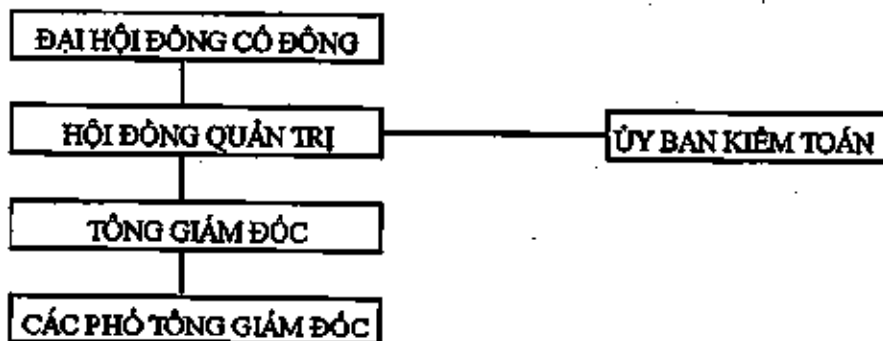 ĐẠI HỘI ĐỒNG CỔ ĐÔNG
HỘI ĐỒNG QUẢN TRỊ
ỦY BAN KIỂM TOÁN
TỔNG GIÁM ĐỐC
CÁC PHÓ TỔNG GIÁM ĐỐC